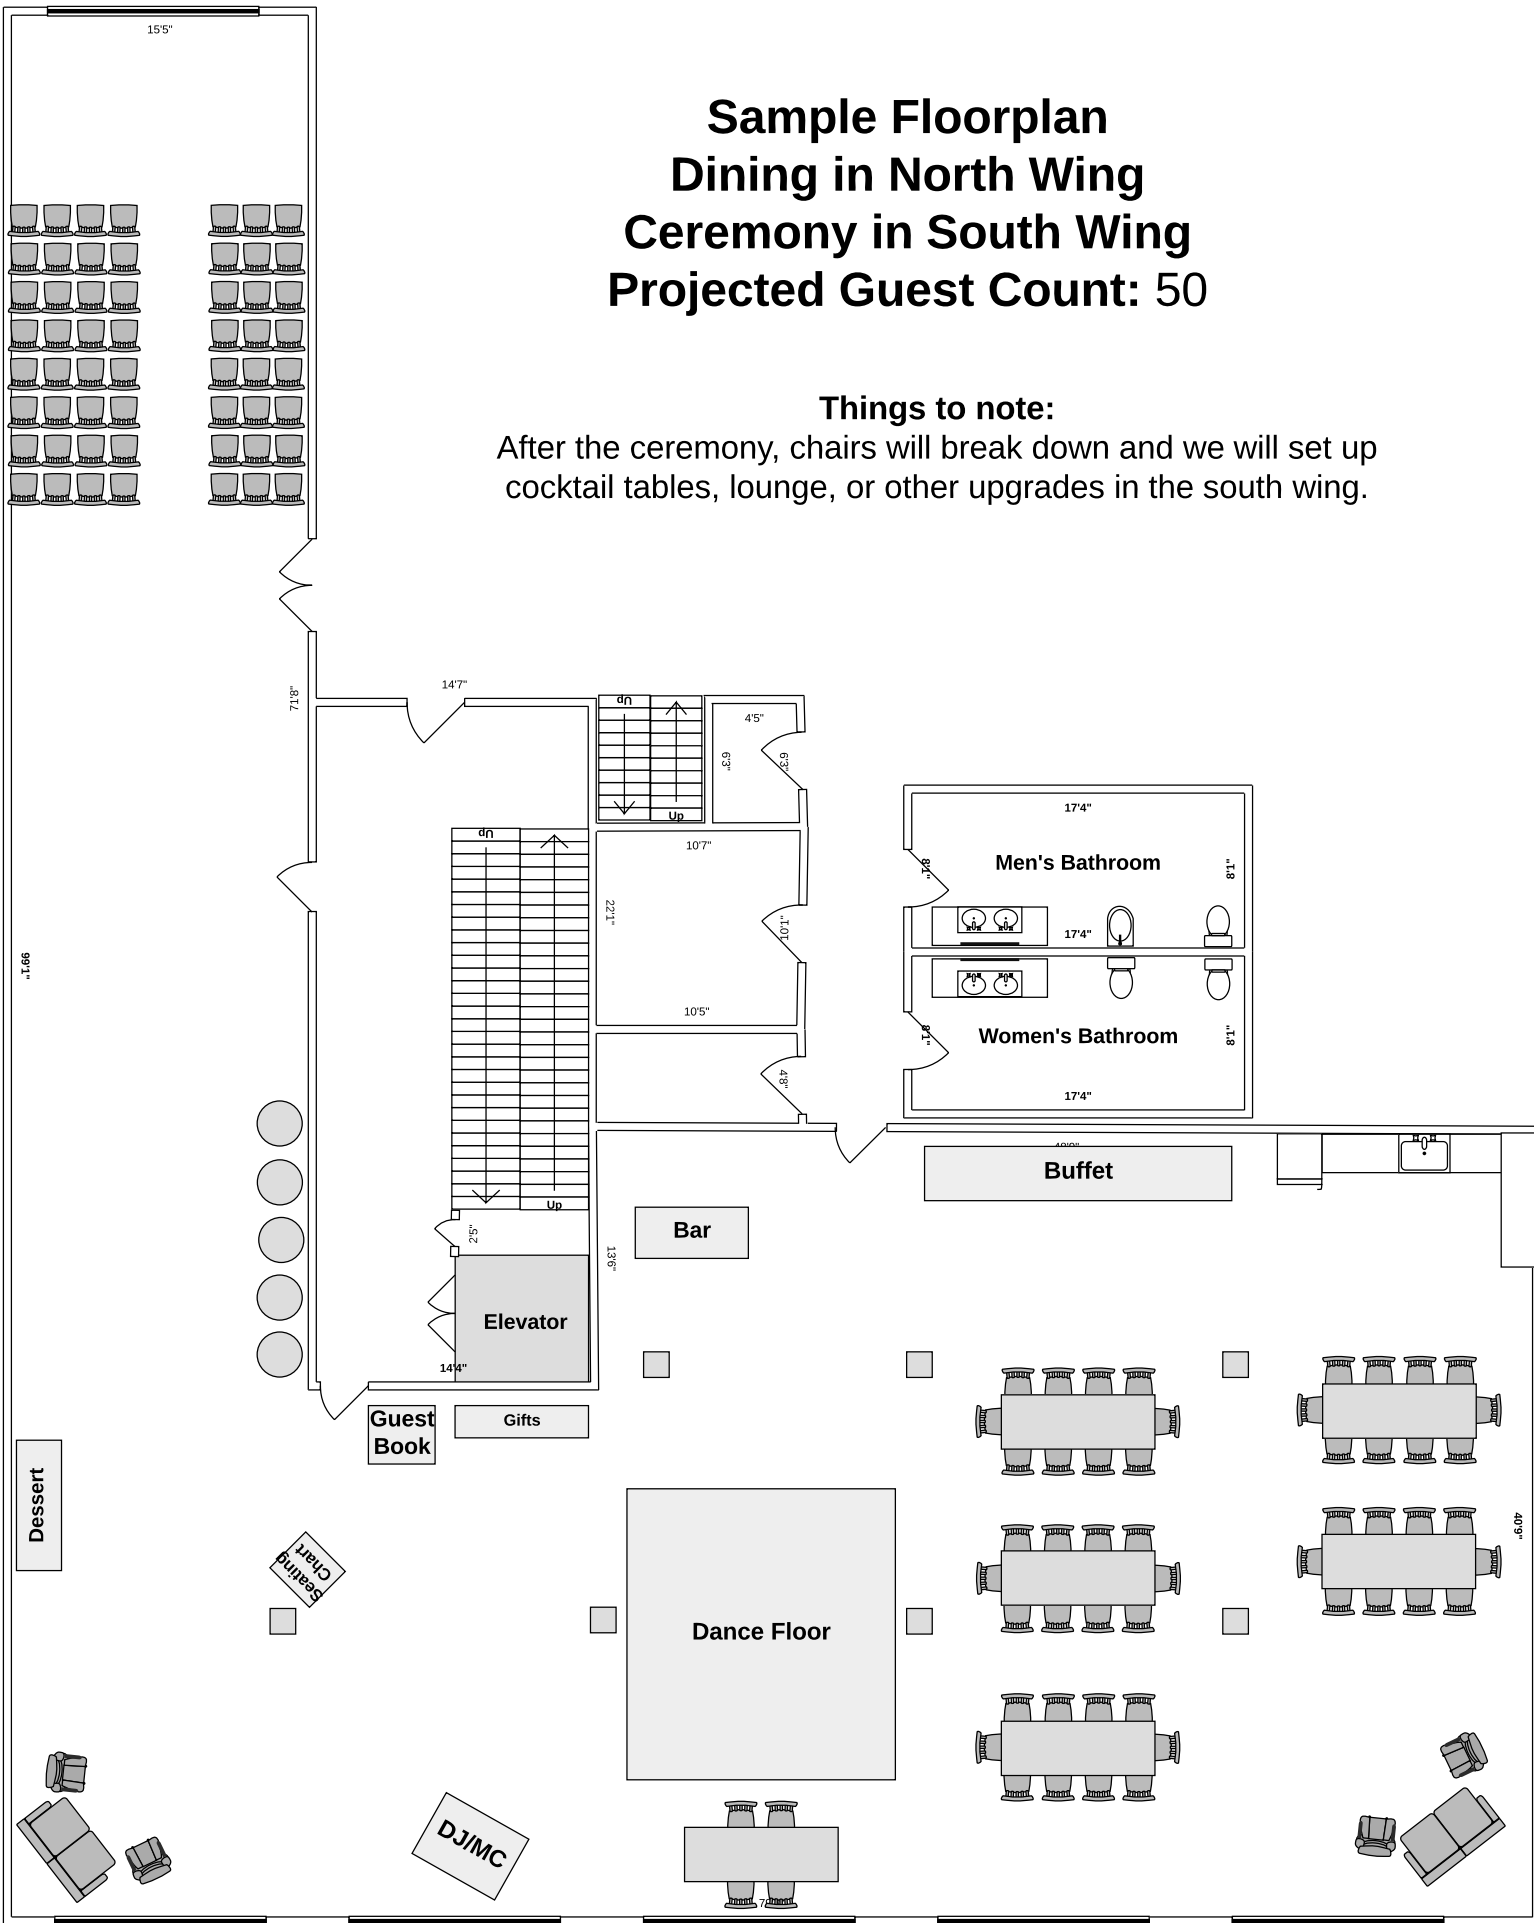 15'5"
Sample Floorplan
Dining in North Wing
Ceremony in South Wing
Projected Guest Count: 50
Things to note:
After the ceremony, chairs will break down and we will set up
cocktail tables, lounge, or other upgrades in the south wing.
71'8"
14'7"
Up
Up
4'5"
6'3"
6'3"
17'4"
Men's Bathroom
8'1"
8'1"
17'4"
Up
10'7"
22'1"
10'1"
10'5"
99'1"
Women's Bathroom
8'1"
8'1"
17'4"
4'8"
Up
2'5"
13'6"
Buffet
Bar
Elevator
14'4"
Guest
Book
Gifts
Dessert
Seating
Chart
40'9"
Dance Floor
DJ/MC